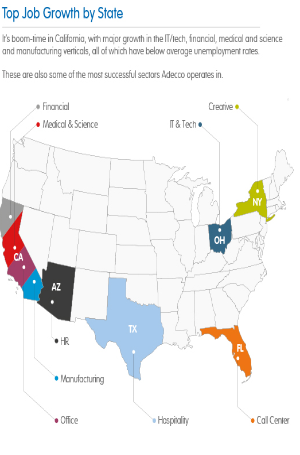 Top Job Growth by State
It's boom-time in California, with major growth in the IT/tech, financial, medical and science
and manufacturing verticals, all of which have below average unemployment rates.
These are also some of the most successful sectors Adecco operates in.
Financial
Creative
Medical & Science
IT & Tech
NY
OH
CA
AZ
TX
HR
FL
Manufacturing
Office
Hospitality
Call Center